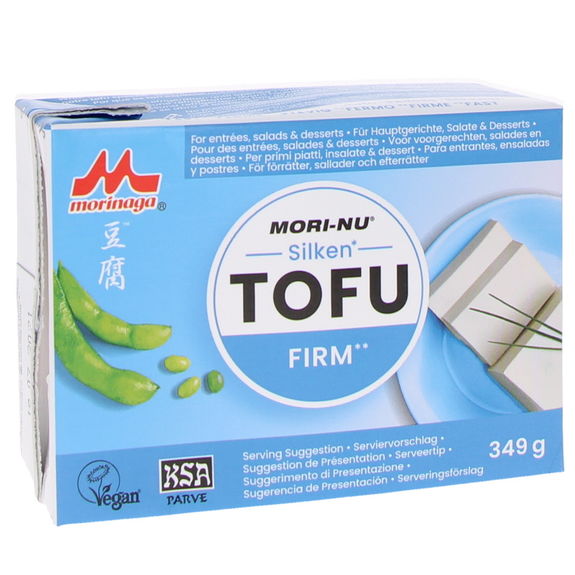 FERMO * FIRME * FAST
For entrées, salads & desserts • Für Hauptgerichte, Salate & Desserts •
Pour des entrées, salades & desserts • Voor voorgerechten, salades en
desserts • Per primi piatti, insalate & dessert • Para entrantes, ensaladas
y postres • För förrätter, sallader och efterrätter
morinaga®
豆腐
MORI-NU®
Silken*
TOFU
FIRM**
Serving Suggestion • Serviervorschlag •
Suggestion de Présentation • Serveertip •
Suggerimento di Presentazione •
Sugerencia de Presentación • Serveringsförslag
349 g
Vegan
KSA
PARVE